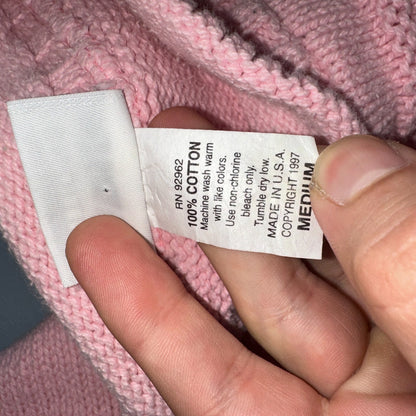 RN 92962
100% COTTON
Machine wash warm
with like colors.
Use non-chlorine
bleach only.
Tumble dry low.
MADE IN U.S.A.
COPYRIGHT 1997
MEDIUM